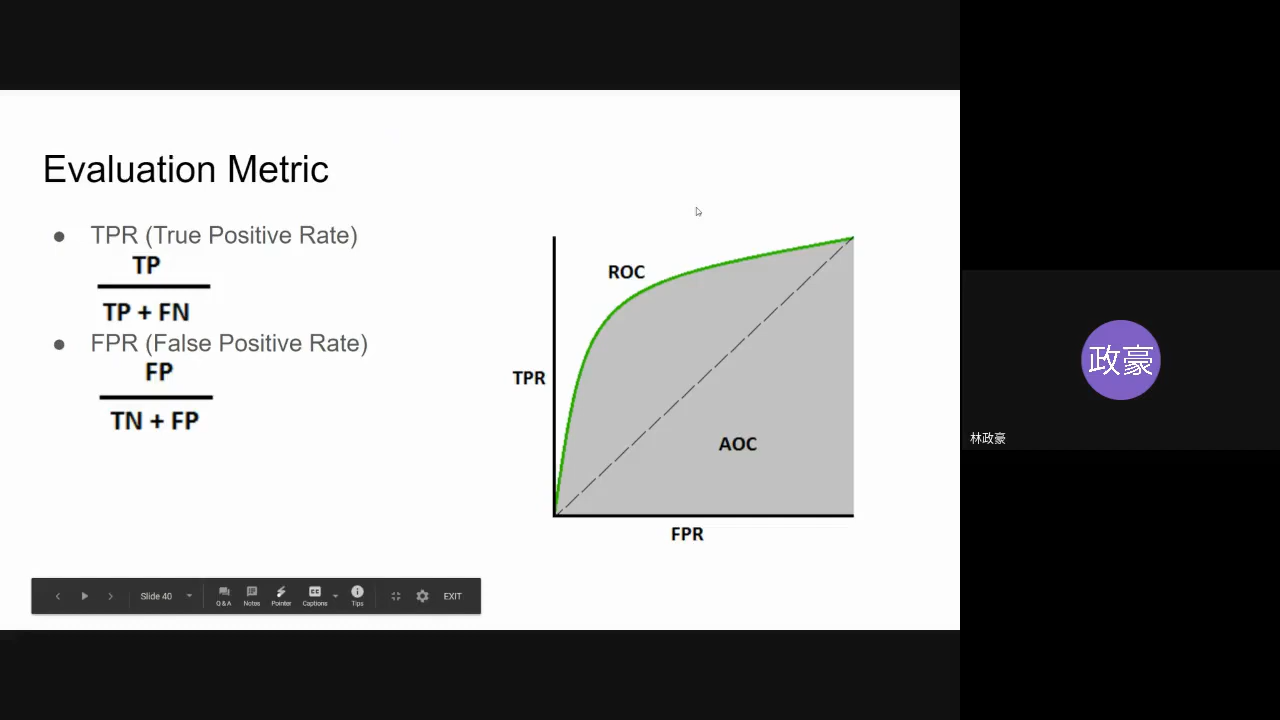 Evaluation Metric
● TPR (True Positive Rate)
TP
TP + FN
● FPR (False Positive Rate)
FP
TN + FP
ROC
TPR
AOC
FPR
Slide 40
Q & A
Notes
Pointer
Captions
Tips
EXIT
政豪
林政豪